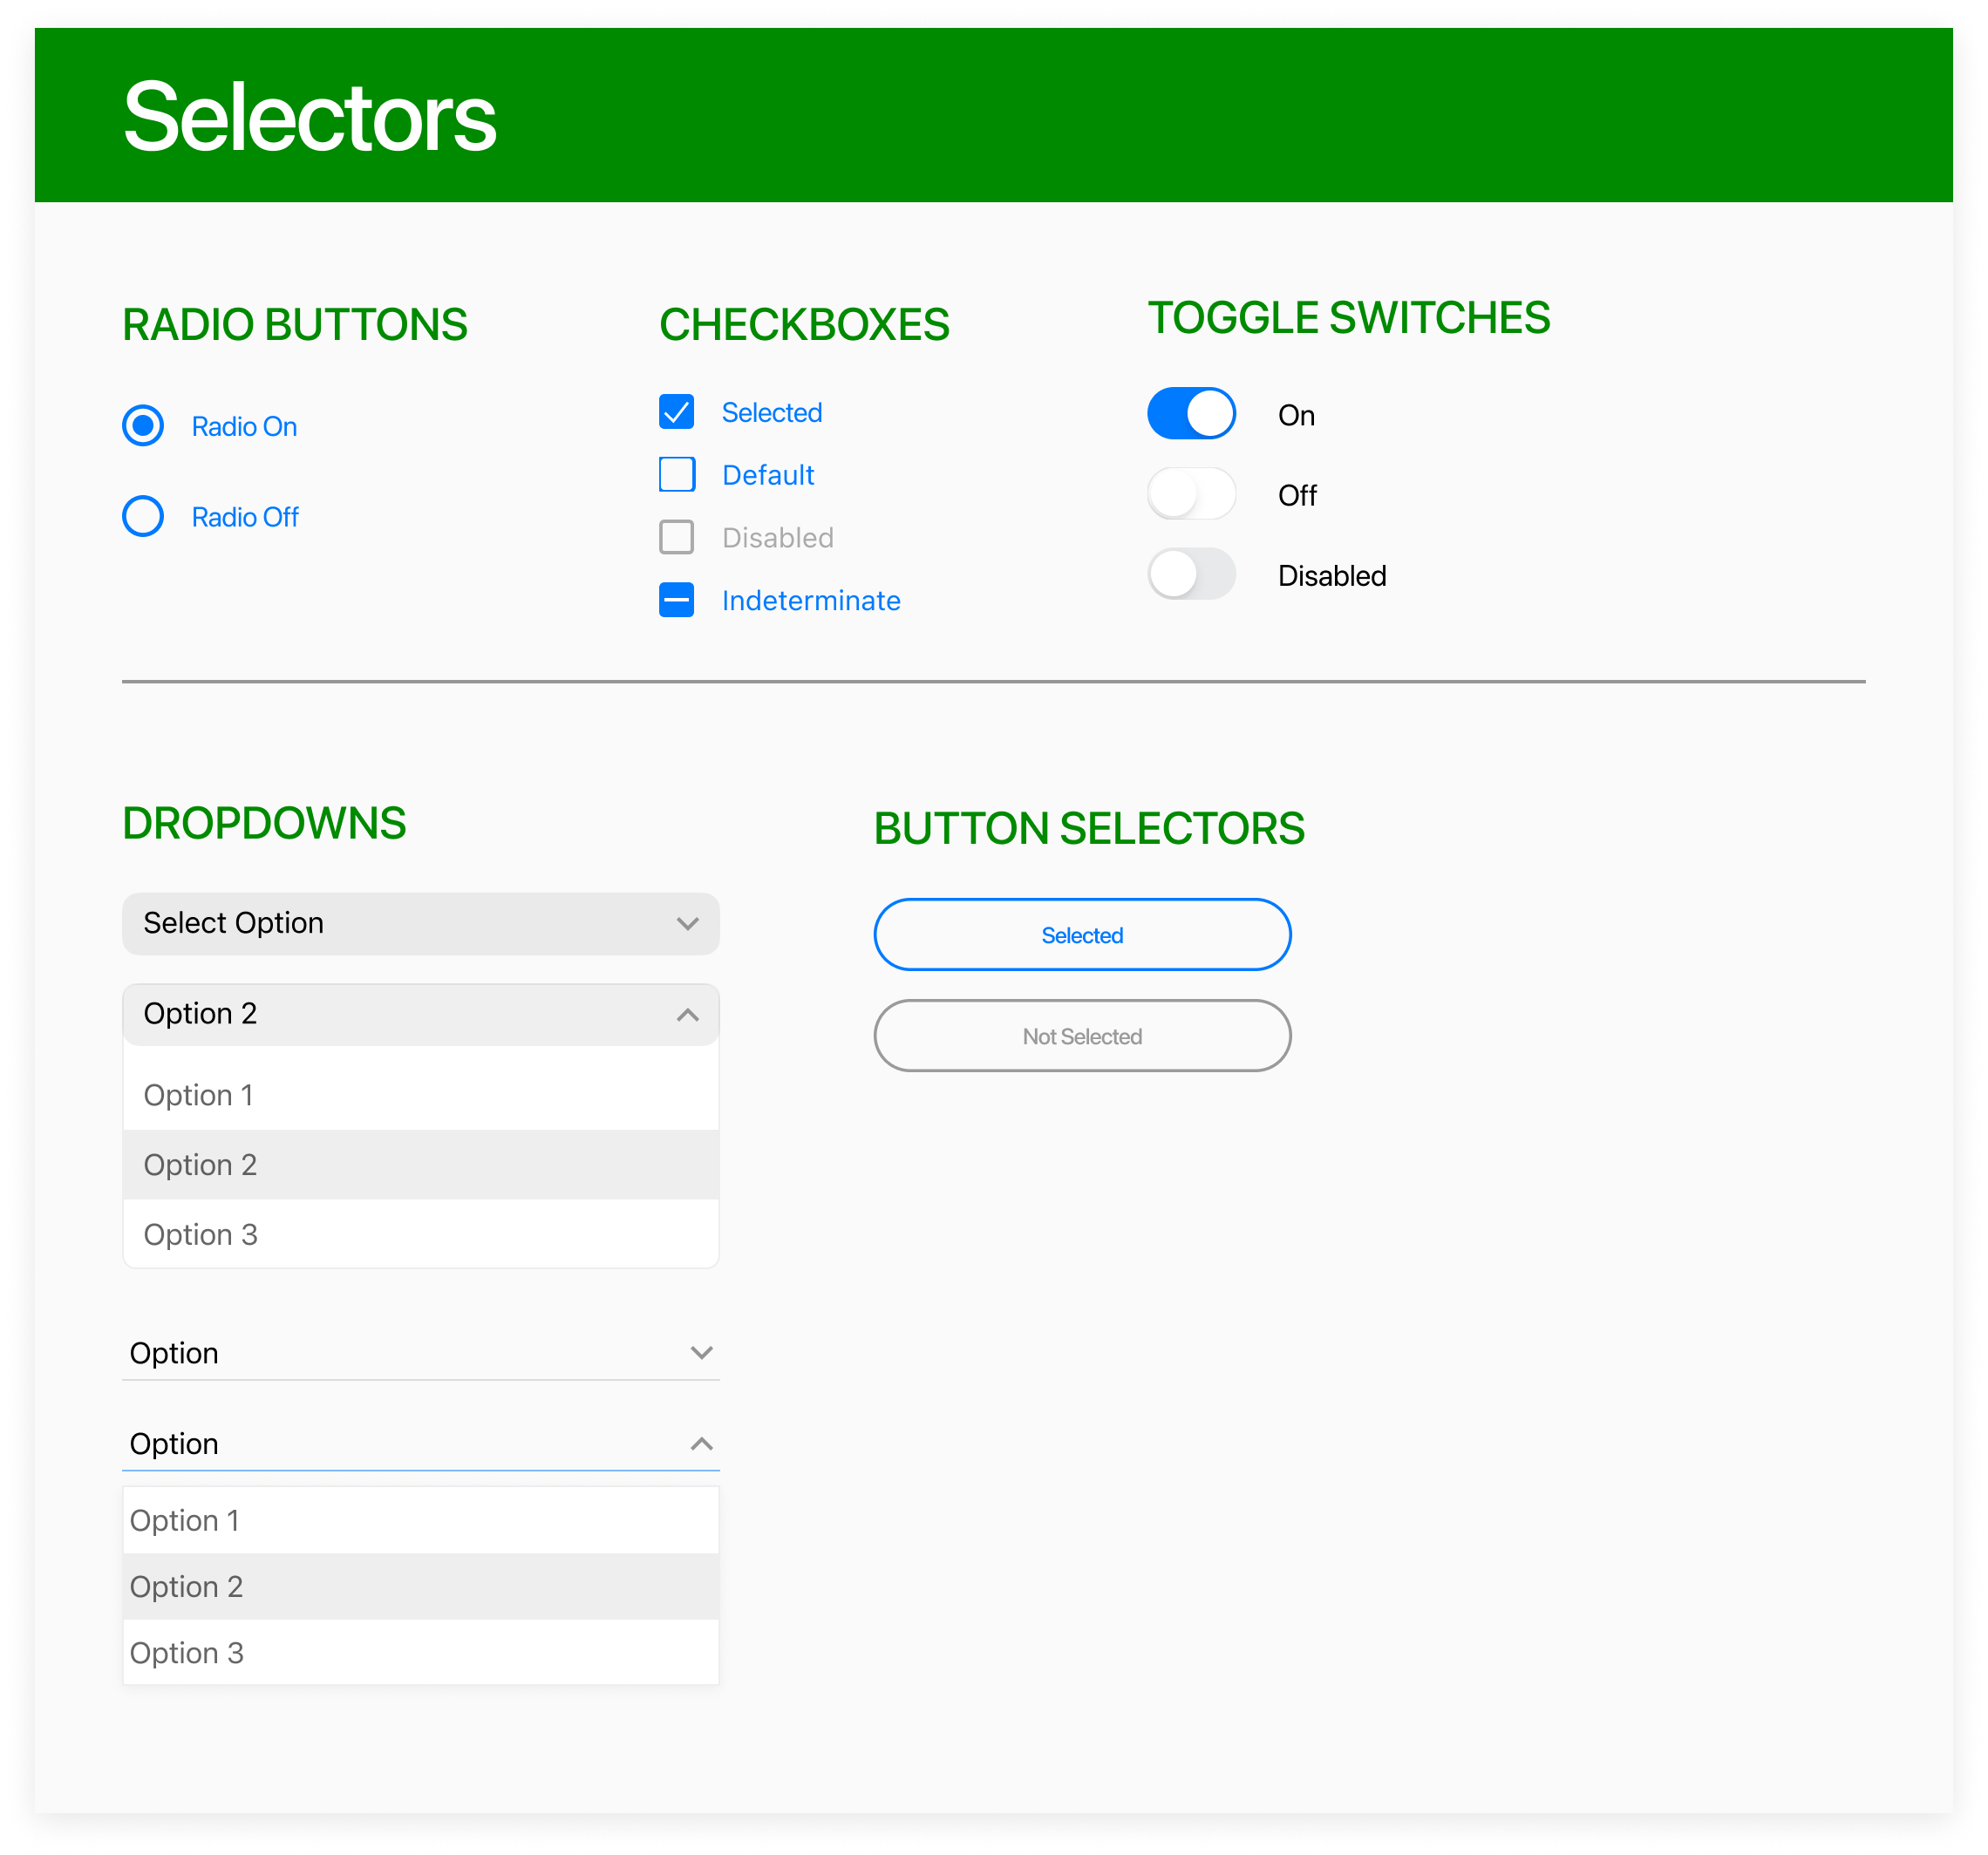 Selectors
RADIO BUTTONS
Radio On
Radio Off
CHECKBOXES
Selected
Default
Disabled
Indeterminate
TOGGLE SWITCHES
On
Off
Disabled
DROPDOWNS
Select Option
Option 2
Option 1
Option 2
Option 3
Option
Option
Option 1
Option 2
Option 3
BUTTON SELECTORS
Selected
Not Selected